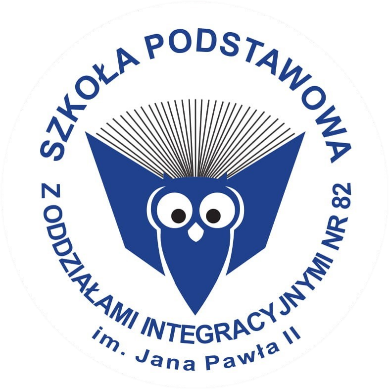 SZKOŁA PODSTAWOWA
Z ODDZIAŁAMI INTEGRACYJNYMI NR 82
im. Jana Pawła II